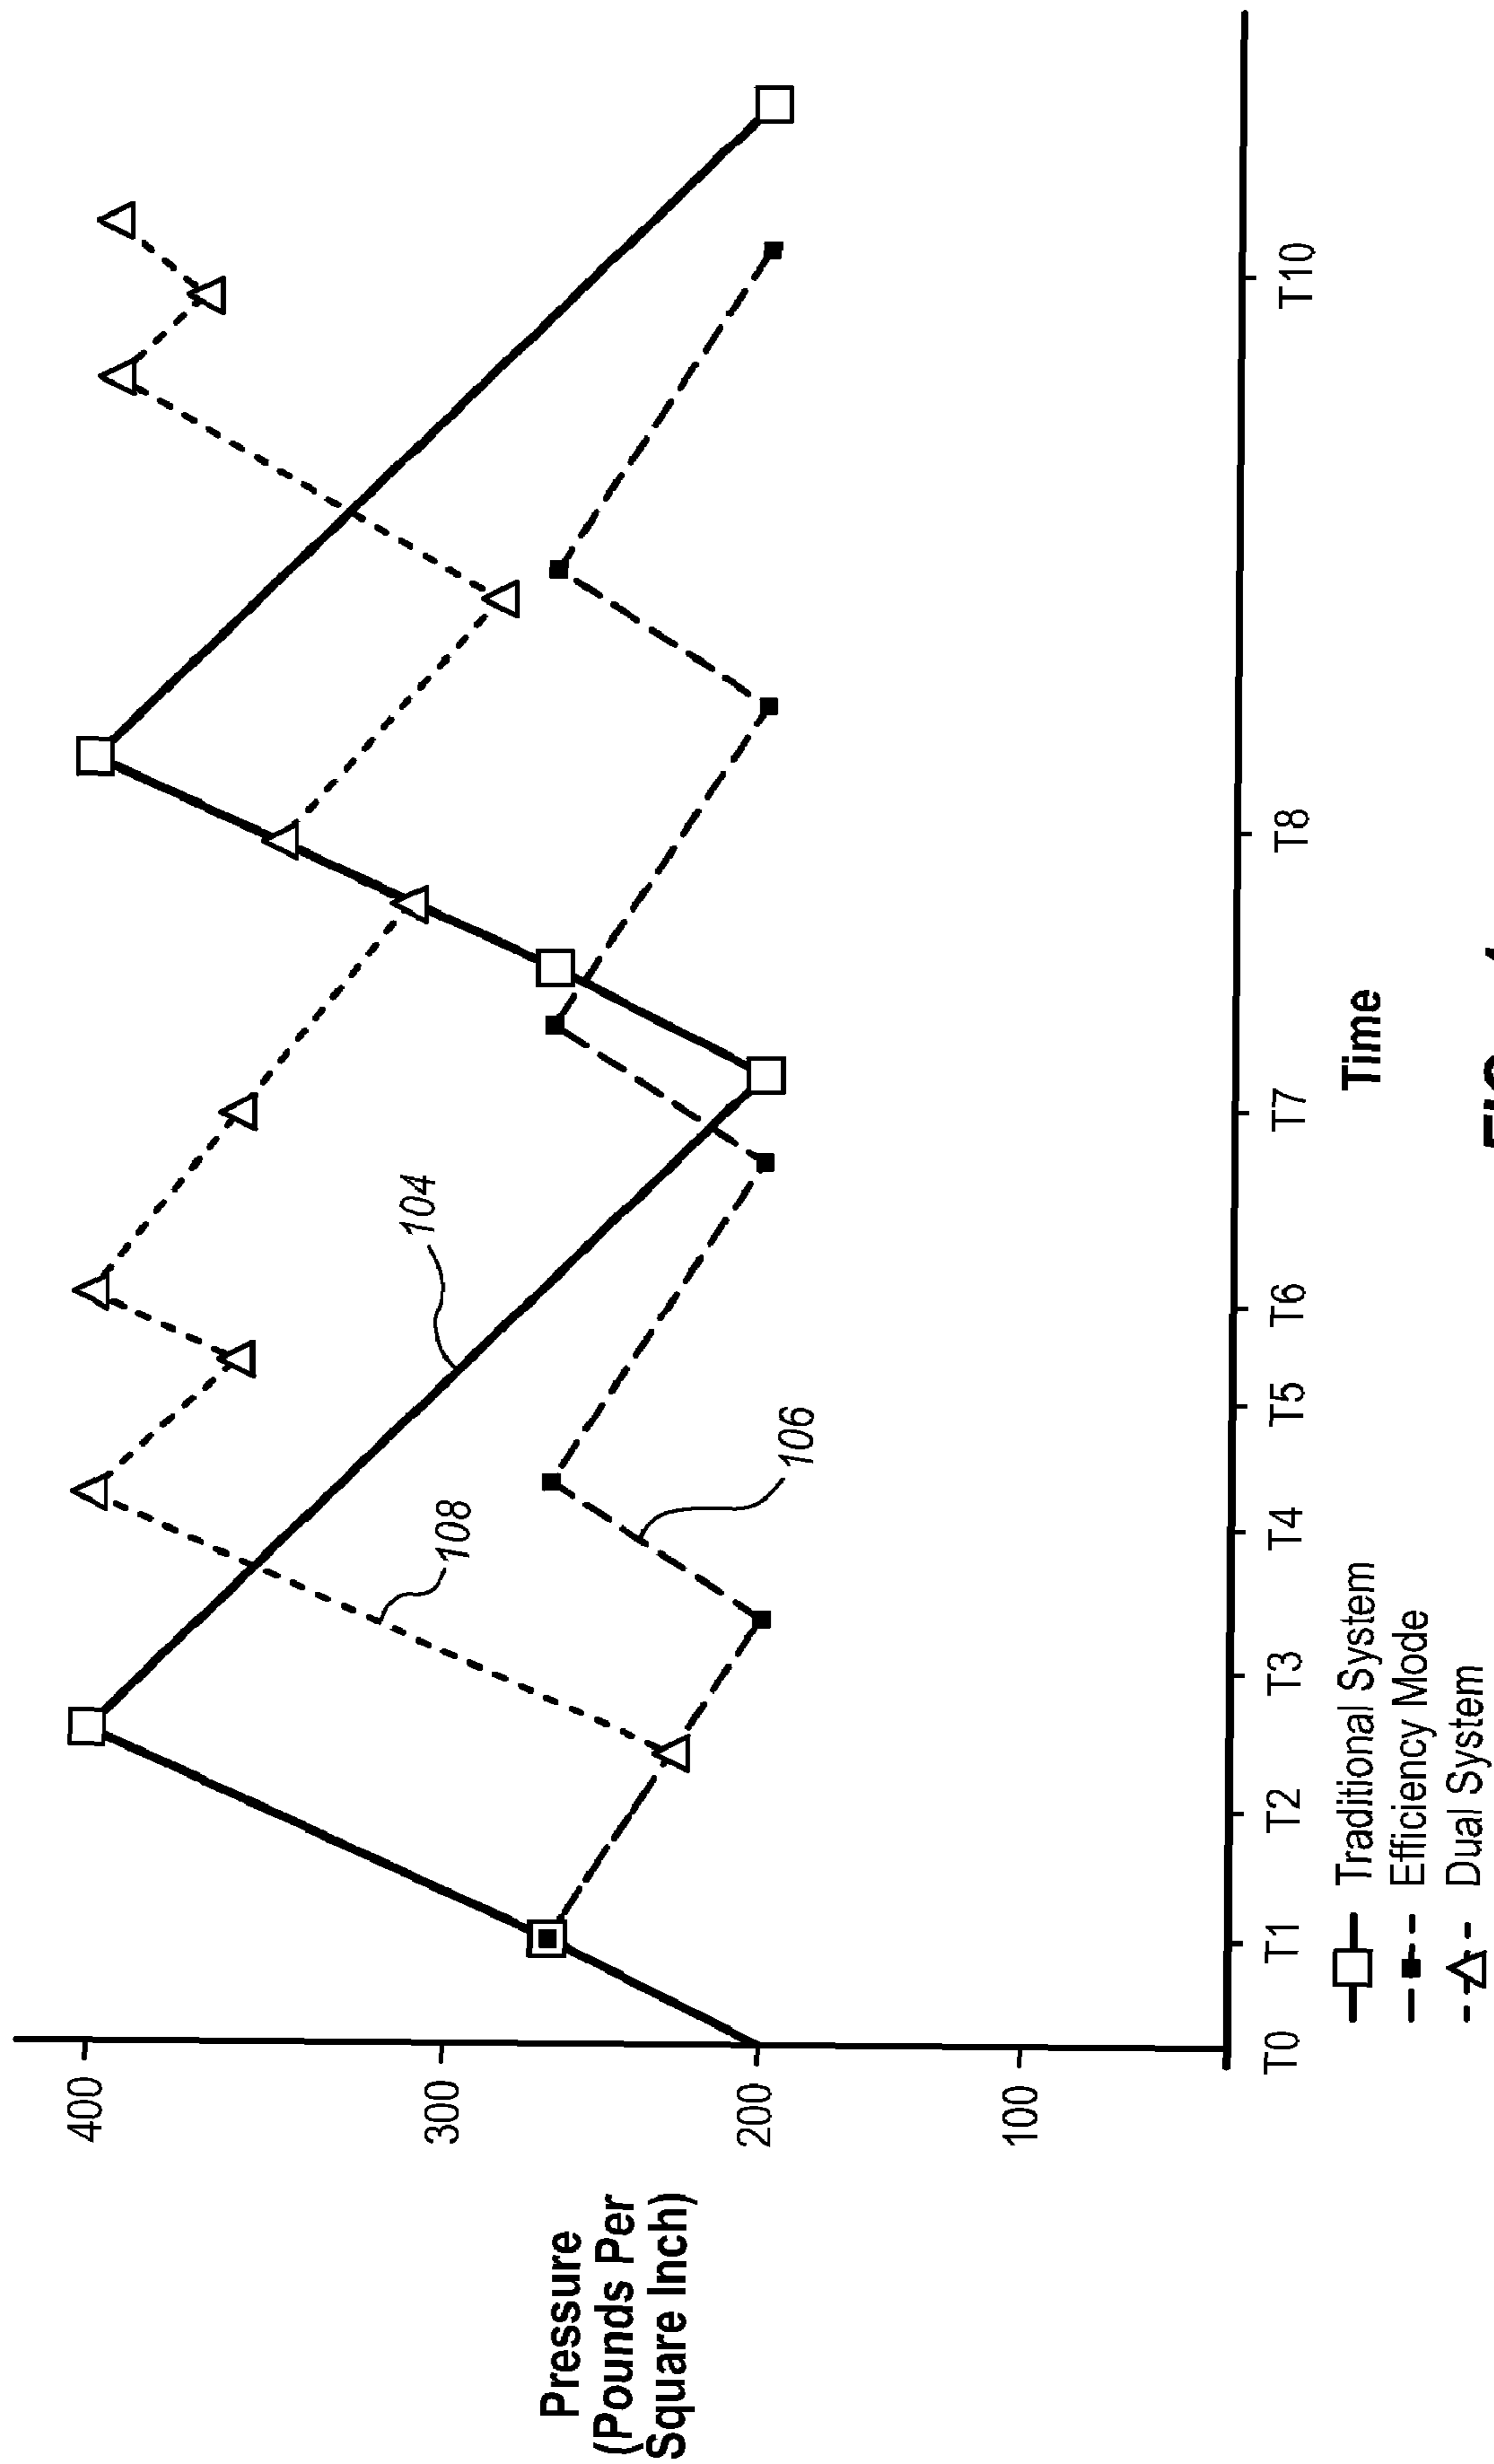 400
108
104
300
Pressure
(Pounds Per
Square Inch)
106
200
100
T0 T1 T2 T3 T4 T5 T6 T7 T8 T10
Time
Traditional System
Efficiency Mode
Dual System